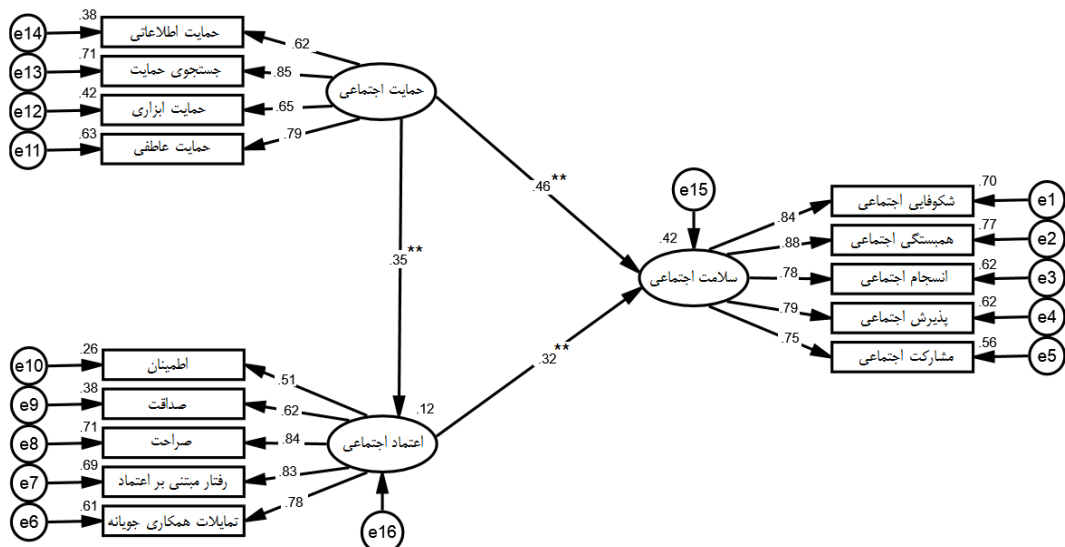 e14
.38
حمایت اطلاعاتی
.62
e13
.71
جستجوی حمایت
.85
حمایت اجتماعی
e12
.42
حمایت ابزاری
.65
e11
.63
حمایت عاطفی
.79
.46**
.35**
.32**
e15
.42
سلامت اجتماعی
.84
شکوفایی اجتماعی
.70
e1
.88
همبستگی اجتماعی
.77
e2
.78
انسجام اجتماعی
.62
e3
.79
پذیرش اجتماعی
.62
e4
.75
مشارکت اجتماعی
.56
e5
e10
.26
اطمینان
.51
e9
.38
صداقت
.62
.12
e8
.71
صراحت
.84
اعتماد اجتماعی
e7
.69
رفتار مبتنی بر اعتماد
.83
e6
.61
تمایلات همکاری جویانه
.78
e16